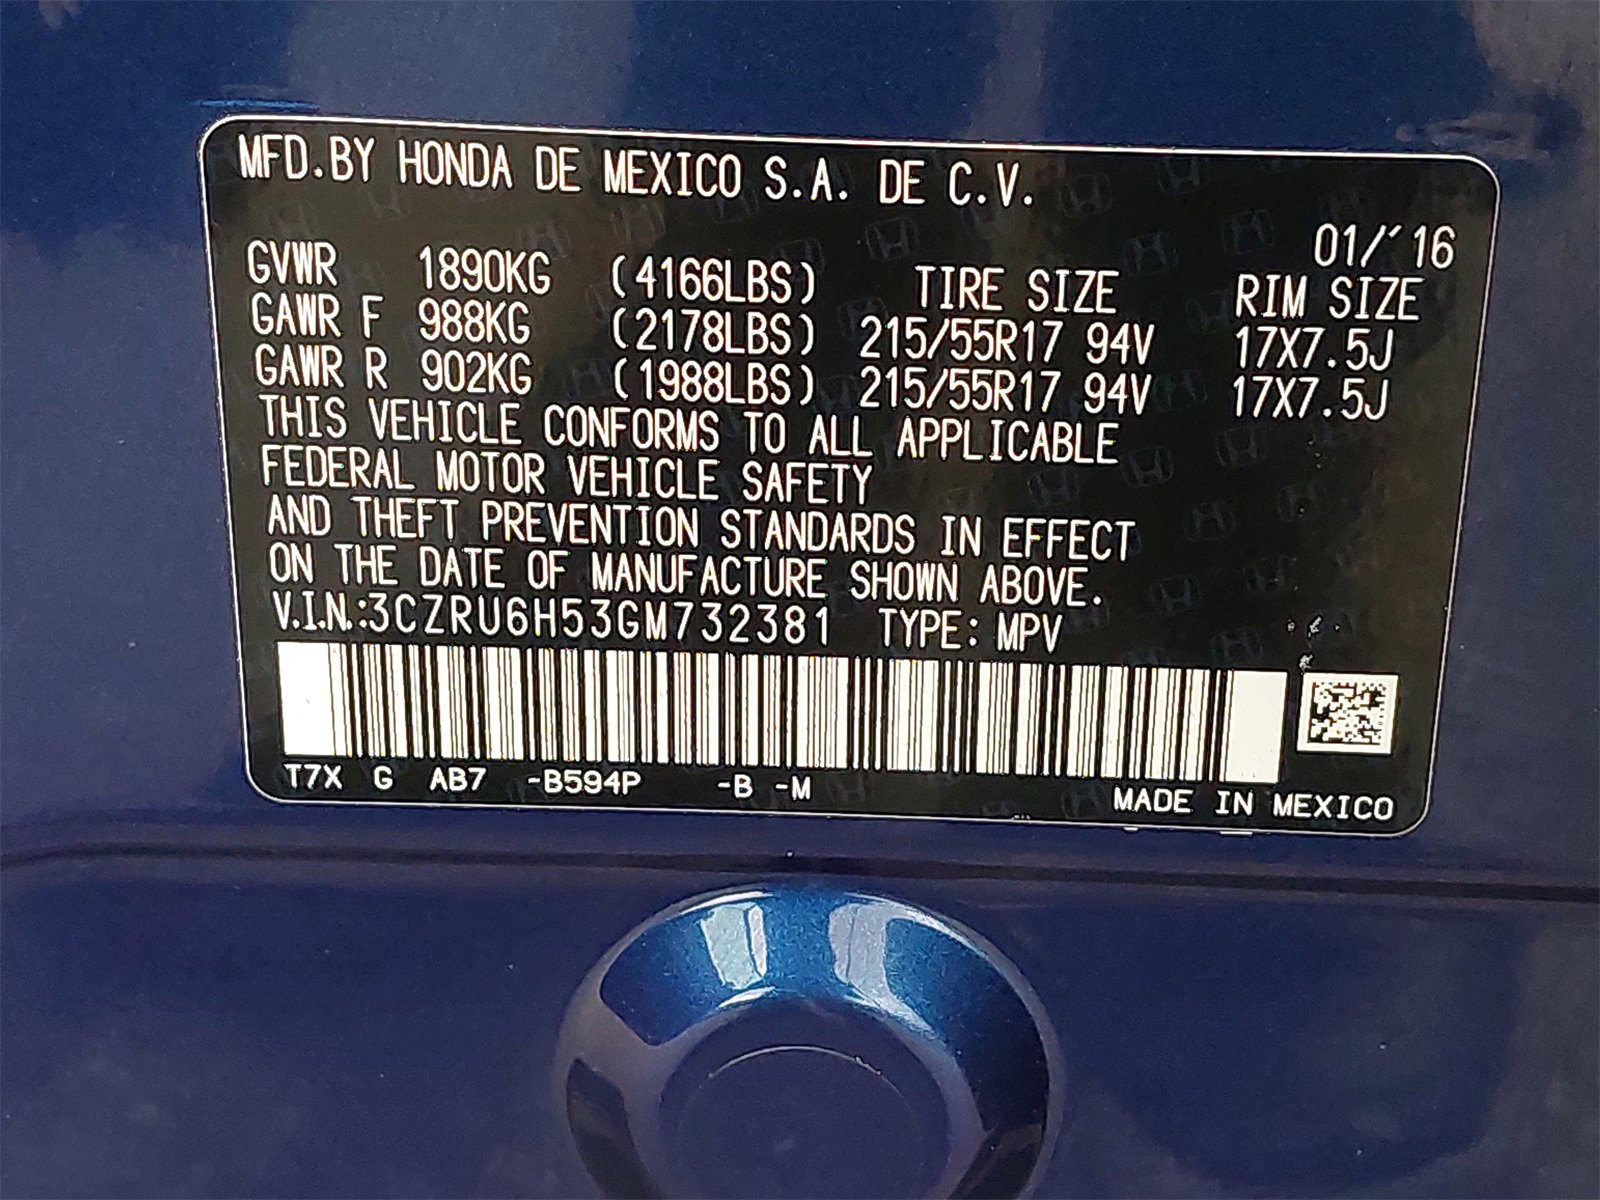 MFD.BY HONDA DE MEXICO S.A. DE C.V.
01/'16
GVWR 1890KG (4166LBS) TIRE SIZE RIM SIZE
GAWR F 988KG (2178LBS) 215/55R17 94V 17X7.5J
GAWR R 902KG (1988LBS) 215/55R17 94V 17X7.5J
THIS VEHICLE CONFORMS TO ALL APPLICABLE
FEDERAL MOTOR VEHICLE SAFETY
AND THEFT PREVENTION STANDARDS IN EFFECT
ON THE DATE OF MANUFACTURE SHOWN ABOVE.
V.I.N.:3CZRU6H53GM732381 TYPE: MPV
T7X G AB7 -B594P -B -M
MADE IN MEXICO